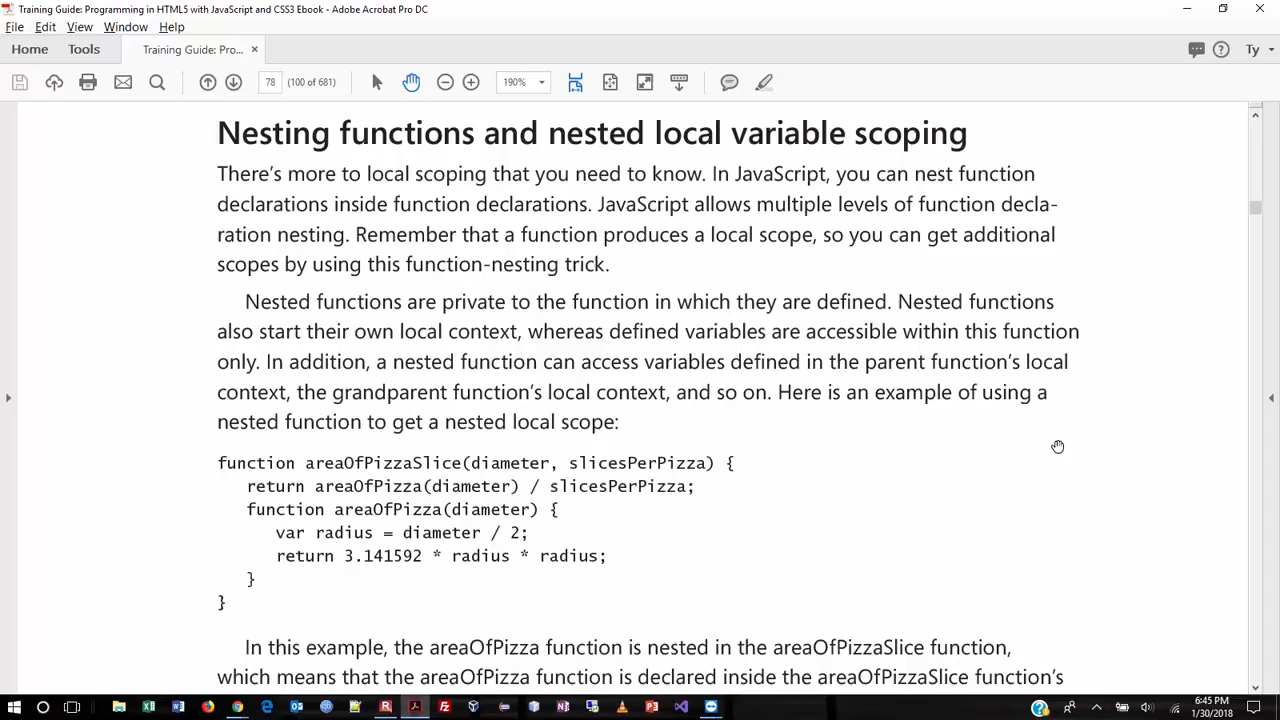 Training Guide: Programming in HTML5 with JavaScript and CSS3 Ebook - Adobe Acrobat Pro DC
File Edit View Window Help
Home Tools Training Guide: Pro... × Ty
78 (100 of 681) 190%
Nesting functions and nested local variable scoping
There’s more to local scoping that you need to know. In JavaScript, you can nest function
declarations inside function declarations. JavaScript allows multiple levels of function decla-
ration nesting. Remember that a function produces a local scope, so you can get additional
scopes by using this function-nesting trick.
Nested functions are private to the function in which they are defined. Nested functions
also start their own local context, whereas defined variables are accessible within this function
only. In addition, a nested function can access variables defined in the parent function’s local
context, the grandparent function’s local context, and so on. Here is an example of using a
nested function to get a nested local scope:
function areaOfPizzaSlice(diameter, slicesPerPizza) {
return areaOfPizza(diameter) / slicesPerPizza;
function areaOfPizza(diameter) {
var radius = diameter / 2;
return 3.141592 * radius * radius;
}
}
In this example, the areaOfPizza function is nested in the areaOfPizzaSlice function,
which means that the areaOfPizza function is declared inside the areaOfPizzaSlice function’s
6:45 PM
1/30/2018